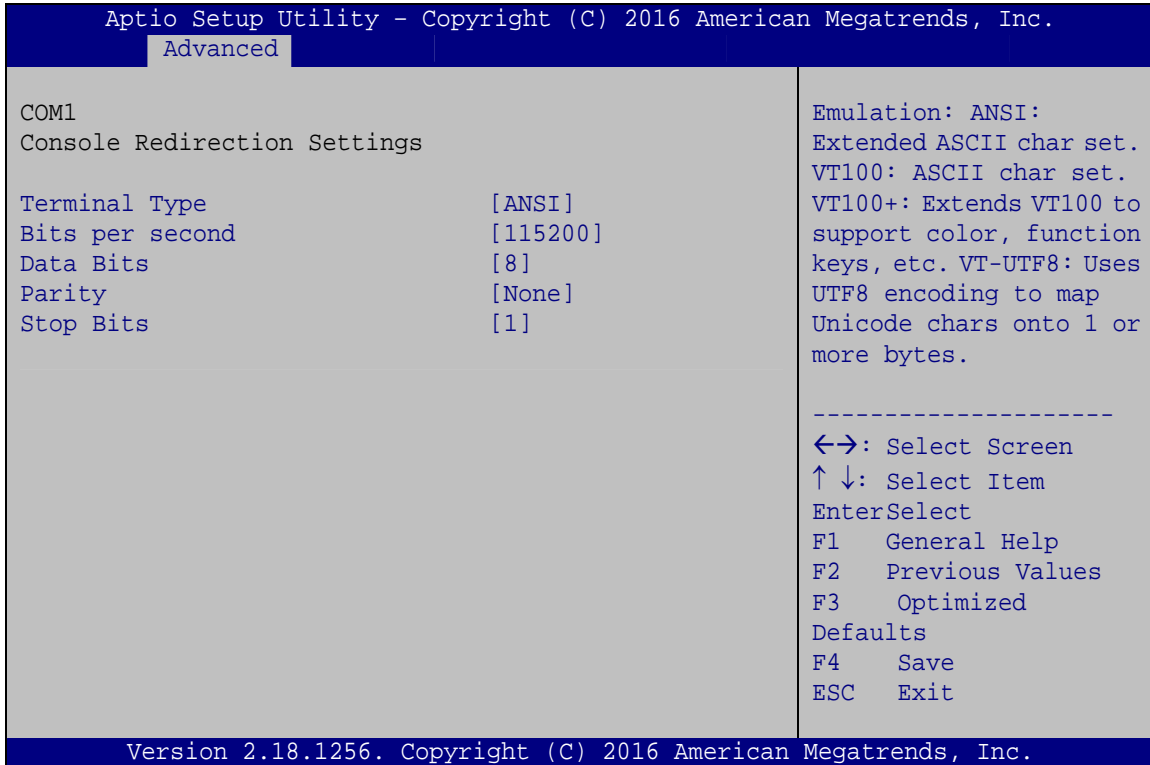 Aptio Setup Utility – Copyright (C) 2016 American Megatrends, Inc.
Advanced
COM1
Console Redirection Settings
Terminal Type [ANSI]
Bits per second [115200]
Data Bits [8]
Parity [None]
Stop Bits [1]
Emulation: ANSI:
Extended ASCII char set.
VT100: ASCII char set.
VT100+: Extends VT100 to
support color, function
keys, etc. VT-UTF8: Uses
UTF8 encoding to map
Unicode chars onto 1 or
more bytes.
---------------------
←→: Select Screen
↑ ↓: Select Item
EnterSelect
F1 General Help
F2 Previous Values
F3 Optimized
Defaults
F4 Save
ESC Exit
Version 2.18.1256. Copyright (C) 2016 American Megatrends, Inc.